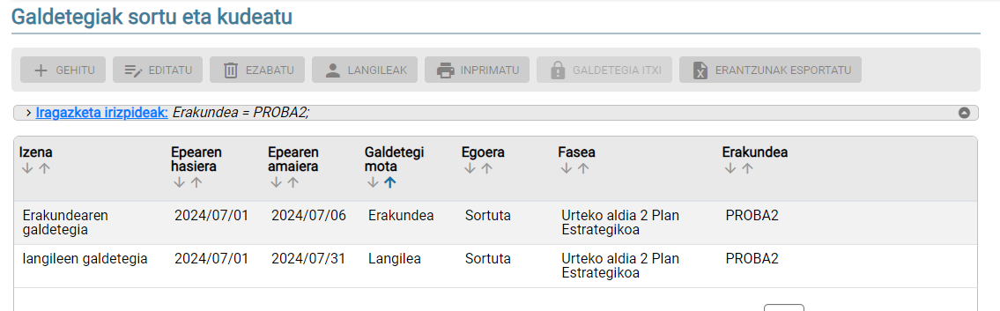 Galdetegiak sortu eta kudeatu
GEHITU EDITATU EZABATU LANGILEAK INPRIMATU GALDETEGIA ITXI ERANTZUNAK ESPORTATU
Iragazketa irizpideak: Erakundea = PROBA2;
Izena Epearen hasiera Epearen amaiera Galdetegi mota Egoera Fasea Erakundea
Erakundearen galdetegia 2024/07/01 2024/07/06 Erakundea Sortuta Urteko aldia 2 Plan Estrategikoa PROBA2
langileen galdetegia 2024/07/01 2024/07/31 Langilea Sortuta Urteko aldia 2 Plan Estrategikoa PROBA2